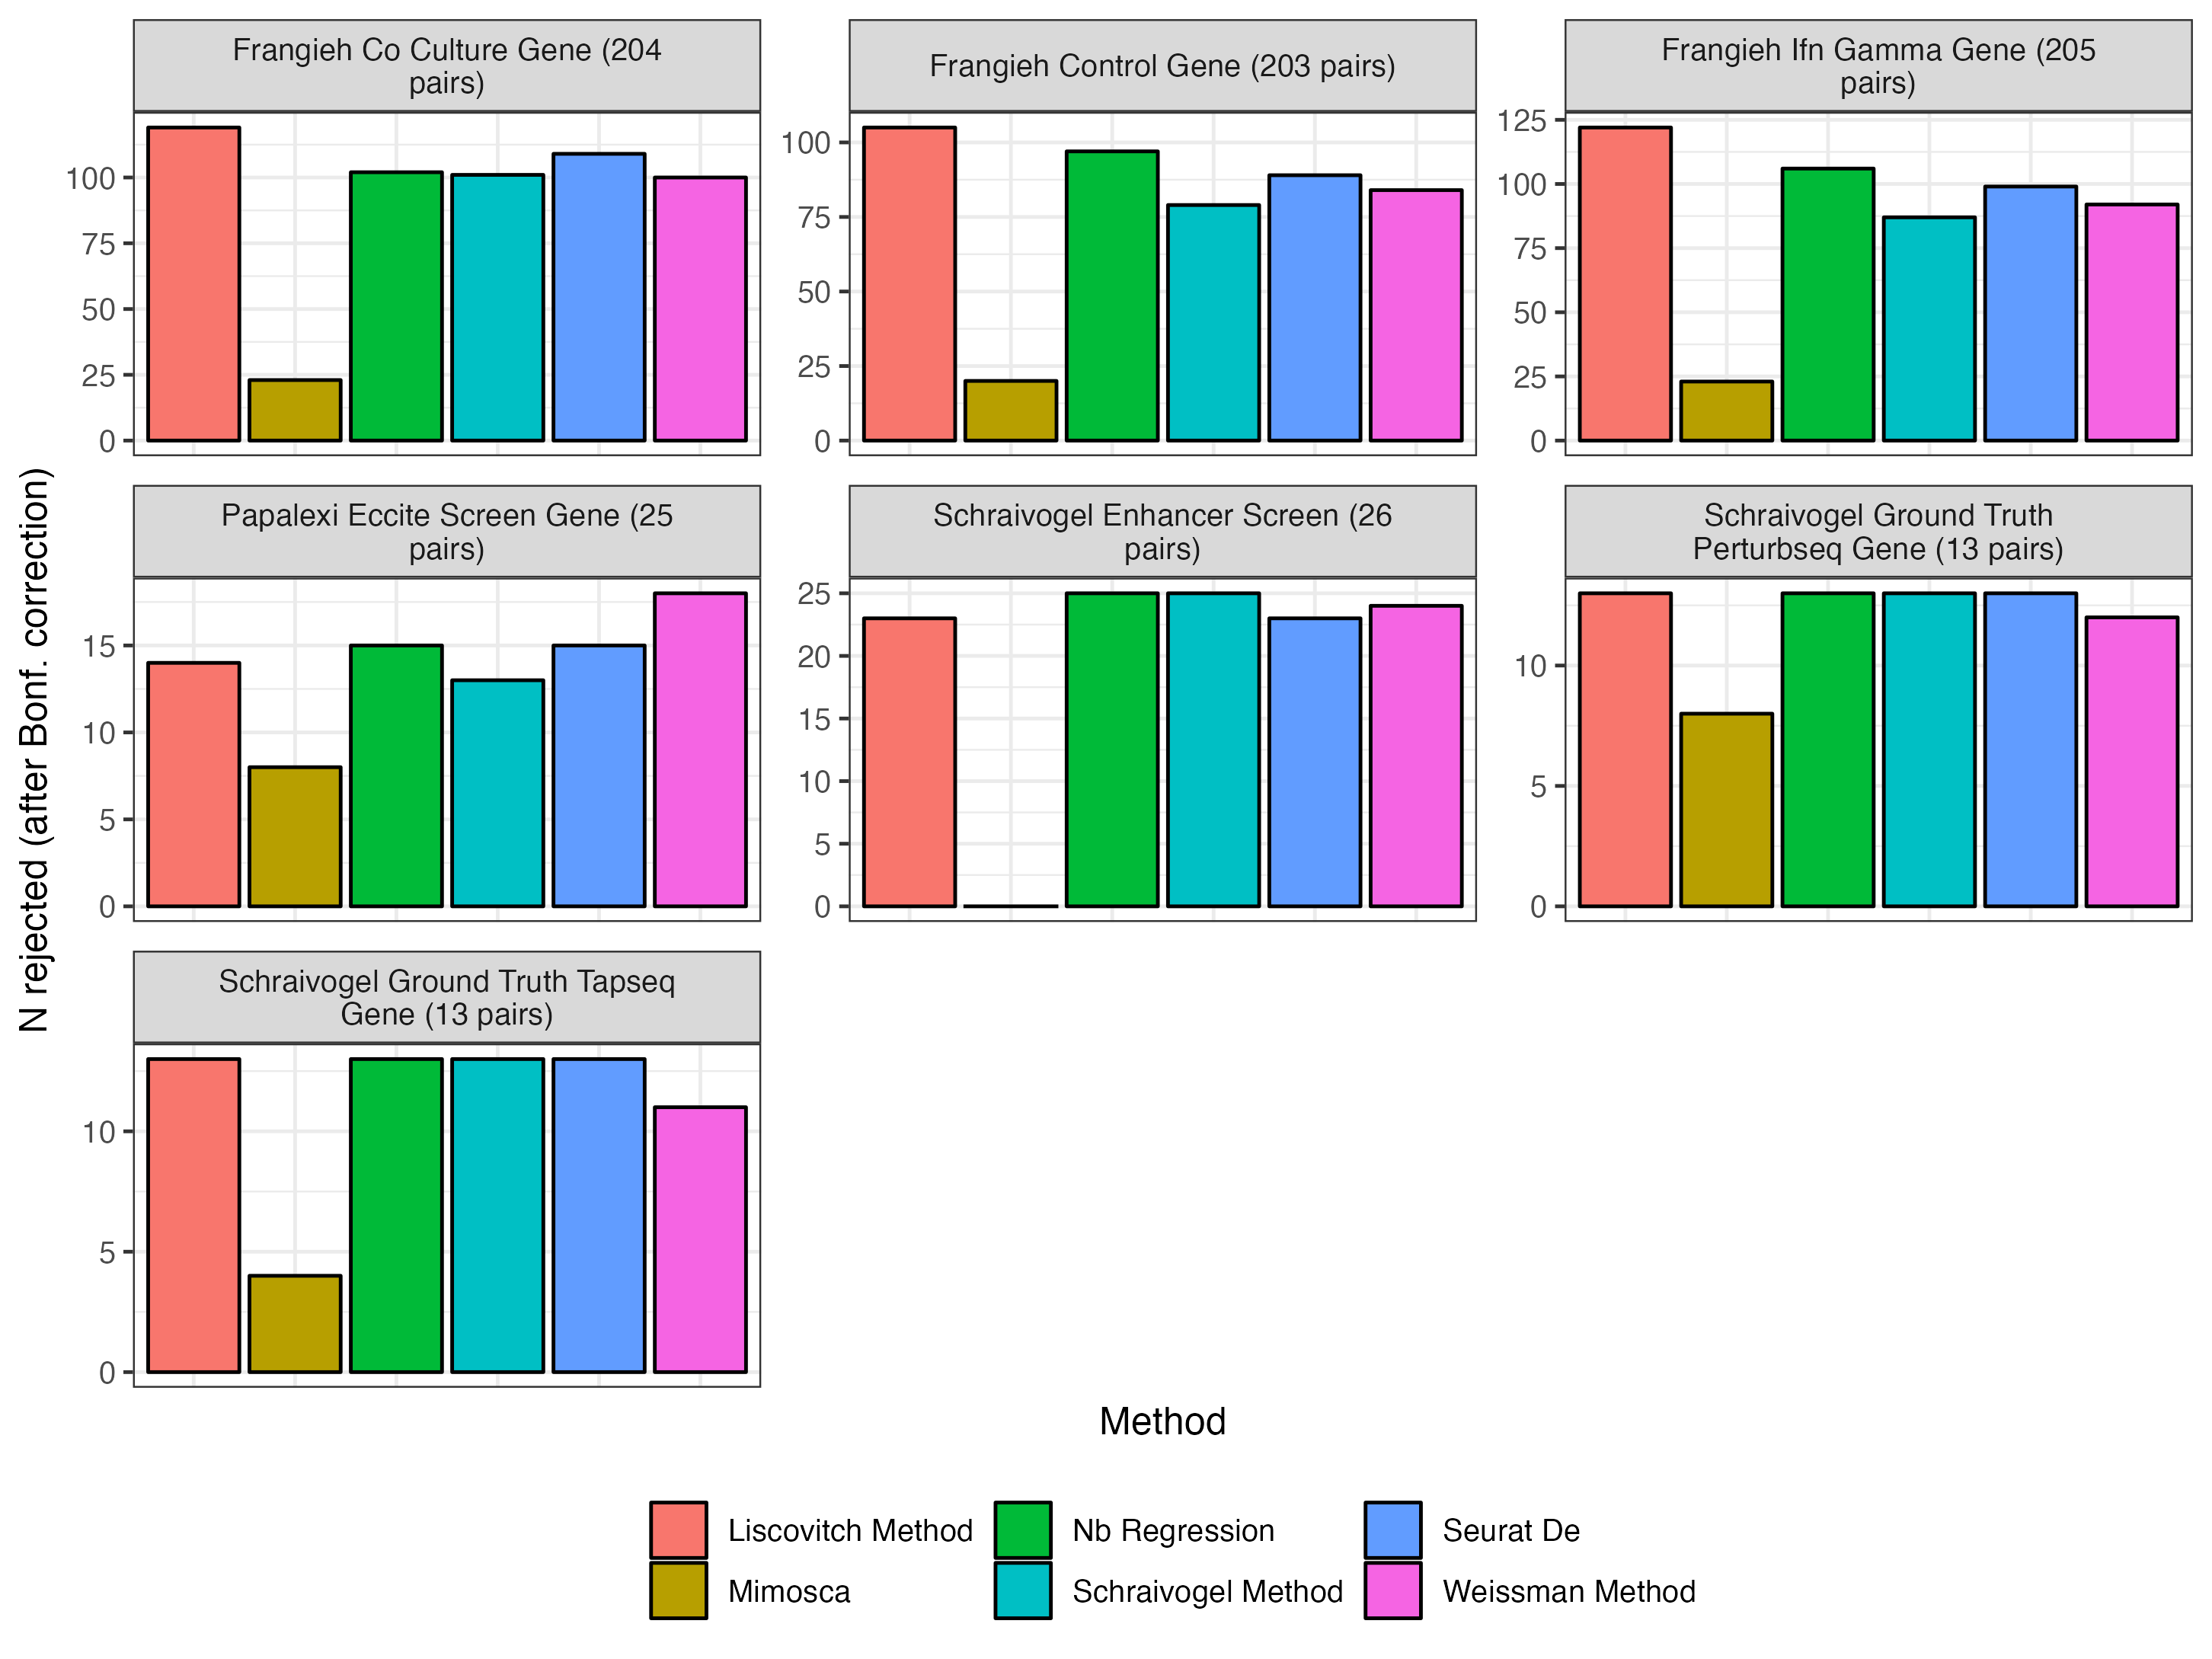 Frangieh Co Culture Gene (204
pairs)
Frangieh Control Gene (203 pairs)
Frangieh Ifn Gamma Gene (205
pairs)
100
75
50
25
0
100
75
50
25
0
125
100
75
50
25
0
N rejected (after Bonf. correction)
Papalexi Eccite Screen Gene (25
pairs)
Schraivogel Enhancer Screen (26
pairs)
Schraivogel Ground Truth
Perturbseq Gene (13 pairs)
15
10
5
0
25
20
15
10
5
0
10
5
0
Schraivogel Ground Truth Tapseq
Gene (13 pairs)
10
5
0
Method
Liscovitch Method
Nb Regression
Seurat De
Mimosca
Schraivogel Method
Weissman Method